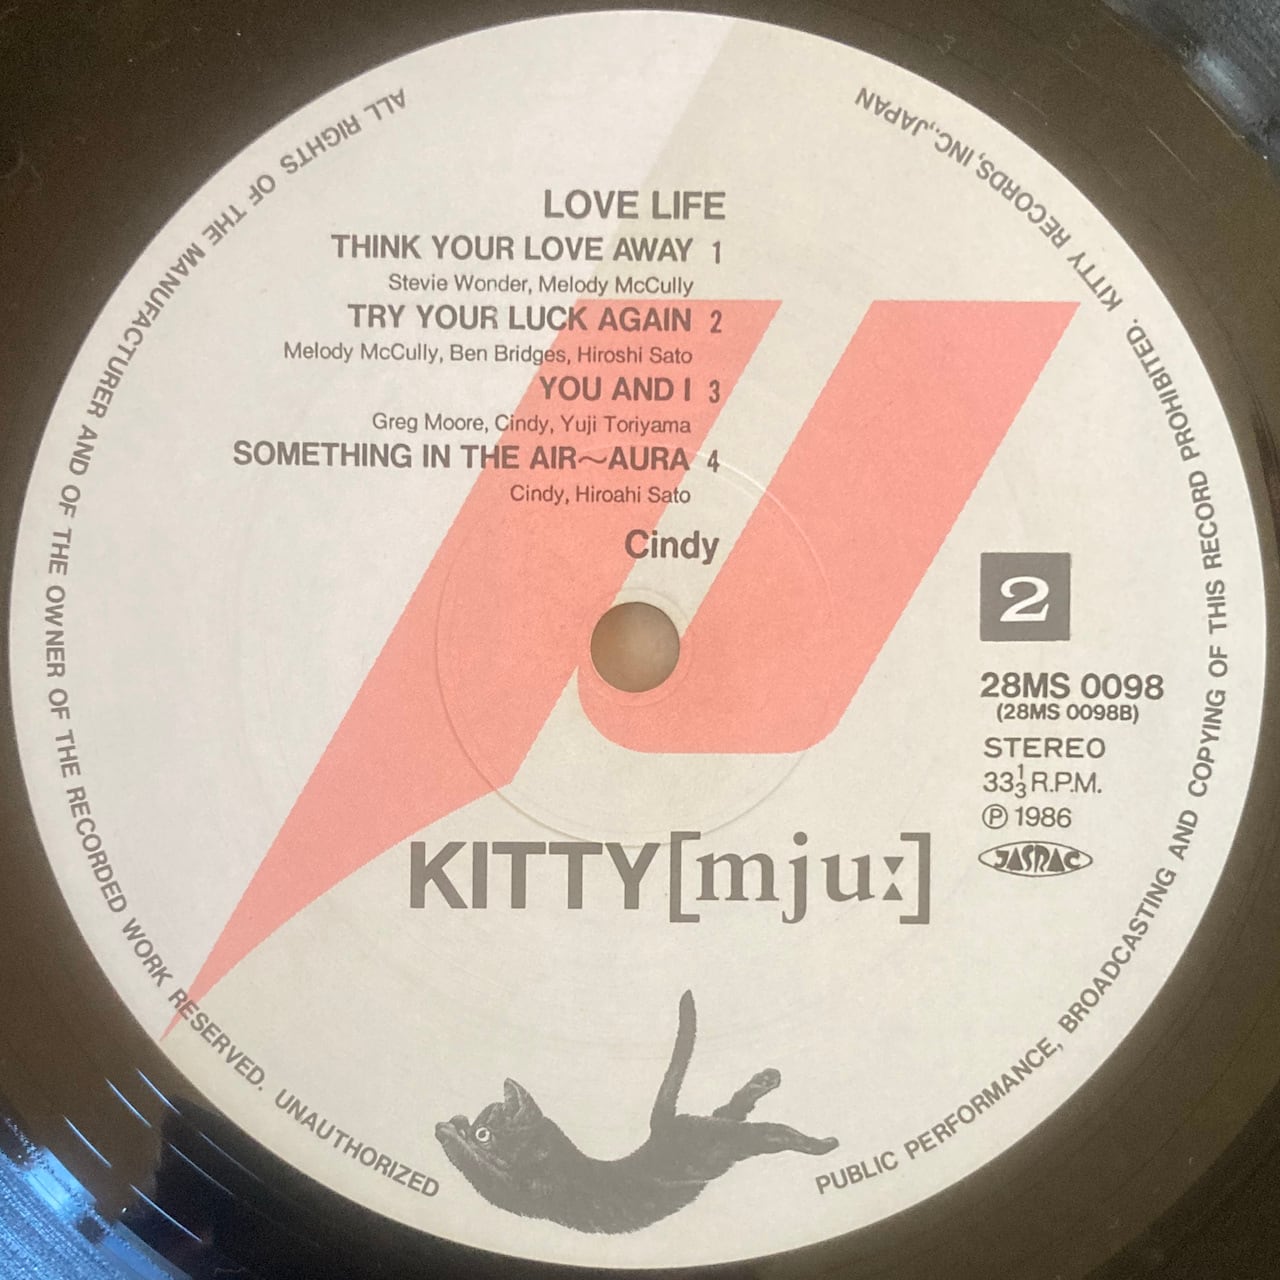 LOVE LIFE
THINK YOUR LOVE AWAY 1
Stevie Wonder, Melody McCully
TRY YOUR LUCK AGAIN 2
Melody McCully, Ben Bridges, Hiroshi Sato
YOU AND I 3
Greg Moore, Cindy, Yuji Toriyama
SOMETHING IN THE AIR～AURA 4
Cindy, Hiroahi Sato
Cindy
2
28MS 0098
(28MS 0098B)
STEREO
33 1/3 R.P.M.
Ⓟ 1986
JASRAC
KITTY[mju:]
ALL RIGHTS OF THE MANUFACTURER AND OF THE OWNER OF THE RECORDED WORK RESERVED. UNAUTHORIZED PUBLIC PERFORMANCE, BROADCASTING AND COPYING OF THIS RECORD PROHIBITED. KITTY RECORDS, INC., JAPAN